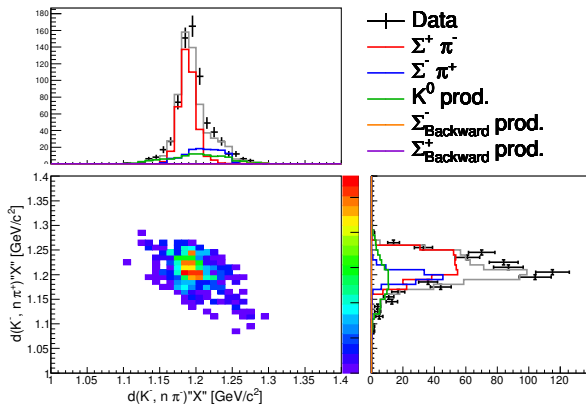 180
160
140
120
100
80
60
40
20
0
Data
Σ⁺ π⁻
Σ⁻ π⁺
K⁰ prod.
Σ⁻Backward prod.
Σ⁺Backward prod.
d(K⁻, n π⁺)"X" [GeV/c²]
1.4
1.35
1.3
1.25
1.2
1.15
1.1
1.05
1
1 1.05 1.1 1.15 1.2 1.25 1.3 1.35 1.4
d(K⁻, n π⁻)"X" [GeV/c²]
0 20 40 60 80 100 120